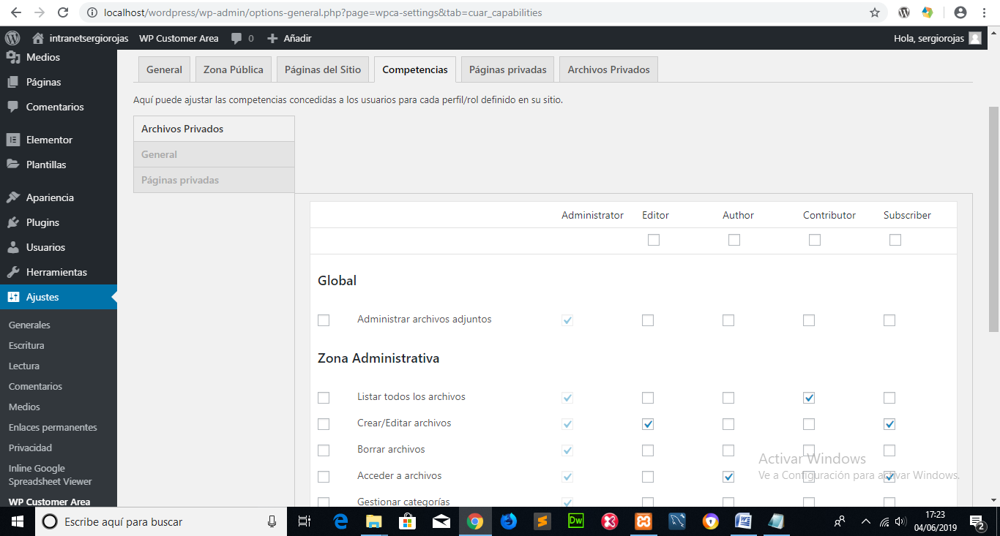 localhost/wordpress/wp-admin/options-general.php?page=wpca-settings&tab=cuar_capabilities
intranetsergiorojas WP Customer Area 0 Añadir Hola, sergiorojas
Medios
Páginas
Comentarios
Elementor
Plantillas
Apariencia
Plugins
Usuarios
Herramientas
Ajustes
Generales
Escritura
Lectura
Comentarios
Medios
Enlaces permanentes
Privacidad
Inline Google
Spreadsheet Viewer
WP Customer Area
General Zona Pública Páginas del Sitio Competencias Páginas privadas Archivos Privados
Aquí puede ajustar las competencias concedidas a los usuarios para cada perfil/rol definido en su sitio.
Archivos Privados
General
Páginas privadas
Administrator Editor Author Contributor Subscriber
Global
Administrar archivos adjuntos
Zona Administrativa
Listar todos los archivos
Crear/Editar archivos
Borrar archivos
Acceder a archivos
Gestionar categorías
Activar Windows
Ve a Configuración para activar Windows.
Escribe aquí para buscar
Dw
17:23
04/06/2019
2